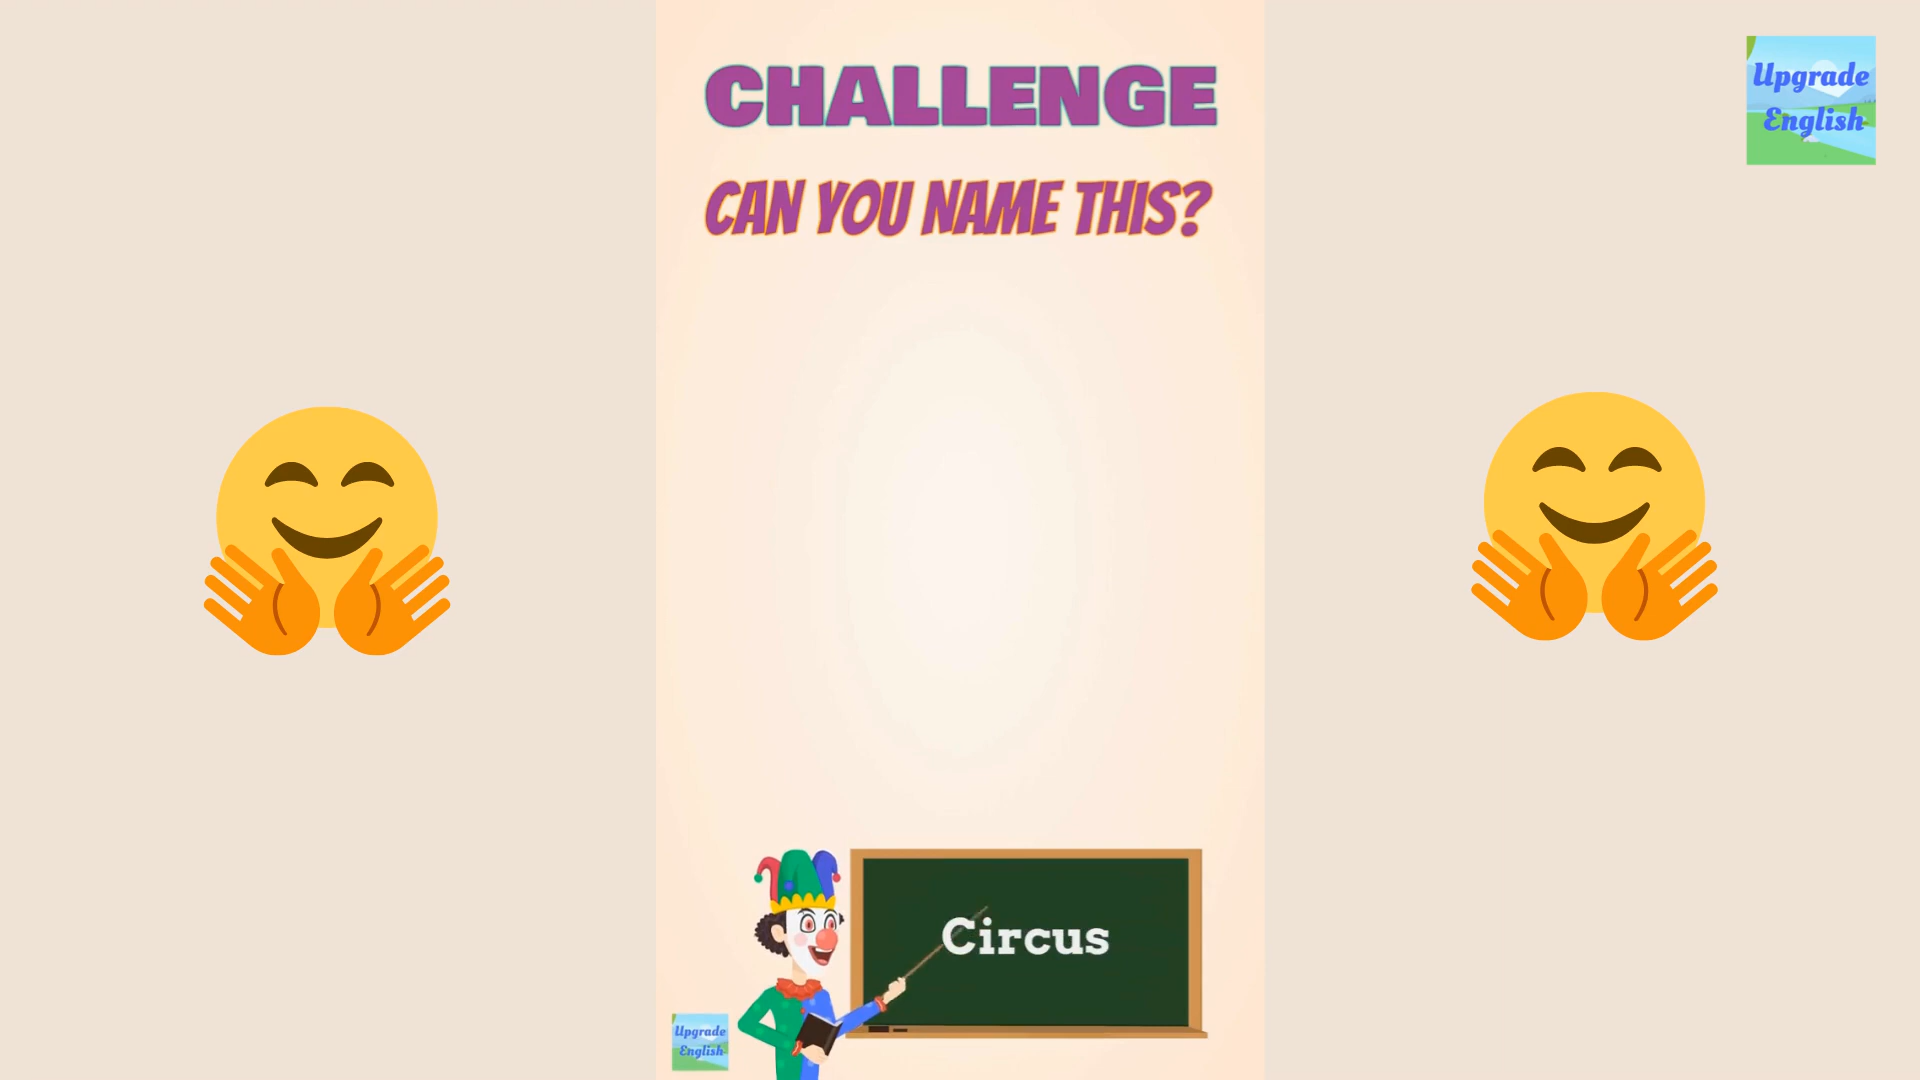 CHALLENGE
CAN YOU NAME THIS?
Upgrade
English
Circus
Upgrade
English